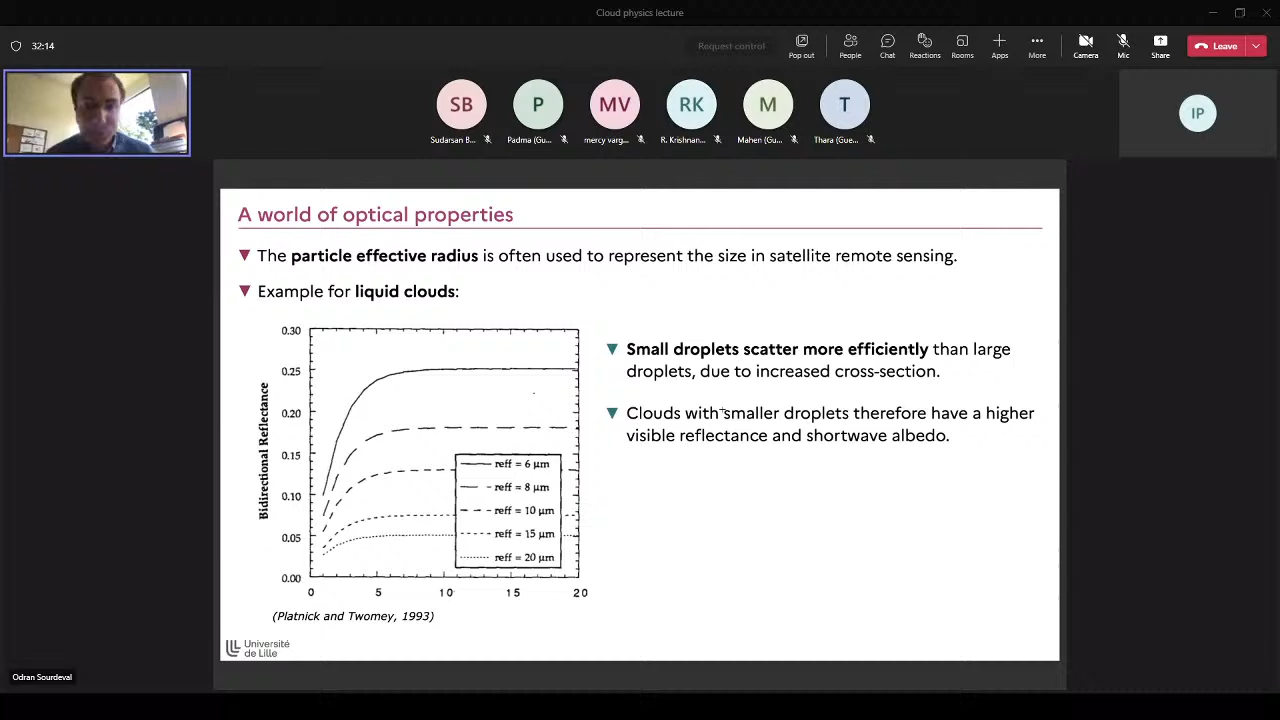 Cloud physics lecture
32:14
Request control
Pop out
People
Chat
Reactions
Rooms
Apps
More
Camera
Mic
Share
Leave
SB
P
MV
RK
M
T
IP
Sudarsan B...
Padma (Gu...
mercy varg...
R. Krishnan...
Mahen (Gu...
Thara (Gue...
A world of optical properties
The particle effective radius is often used to represent the size in satellite remote sensing.
Example for liquid clouds:
0.30
0.25
0.20
0.15
0.10
0.05
0.00
Bidirectional Reflectance
reff = 6 μm
reff = 8 μm
reff = 10 μm
reff = 15 μm
reff = 20 μm
0 5 10 15 20
(Platnick and Twomey, 1993)
Small droplets scatter more efficiently than large
droplets, due to increased cross-section.
Clouds with smaller droplets therefore have a higher
visible reflectance and shortwave albedo.
Université
de Lille
Odran Sourdeval